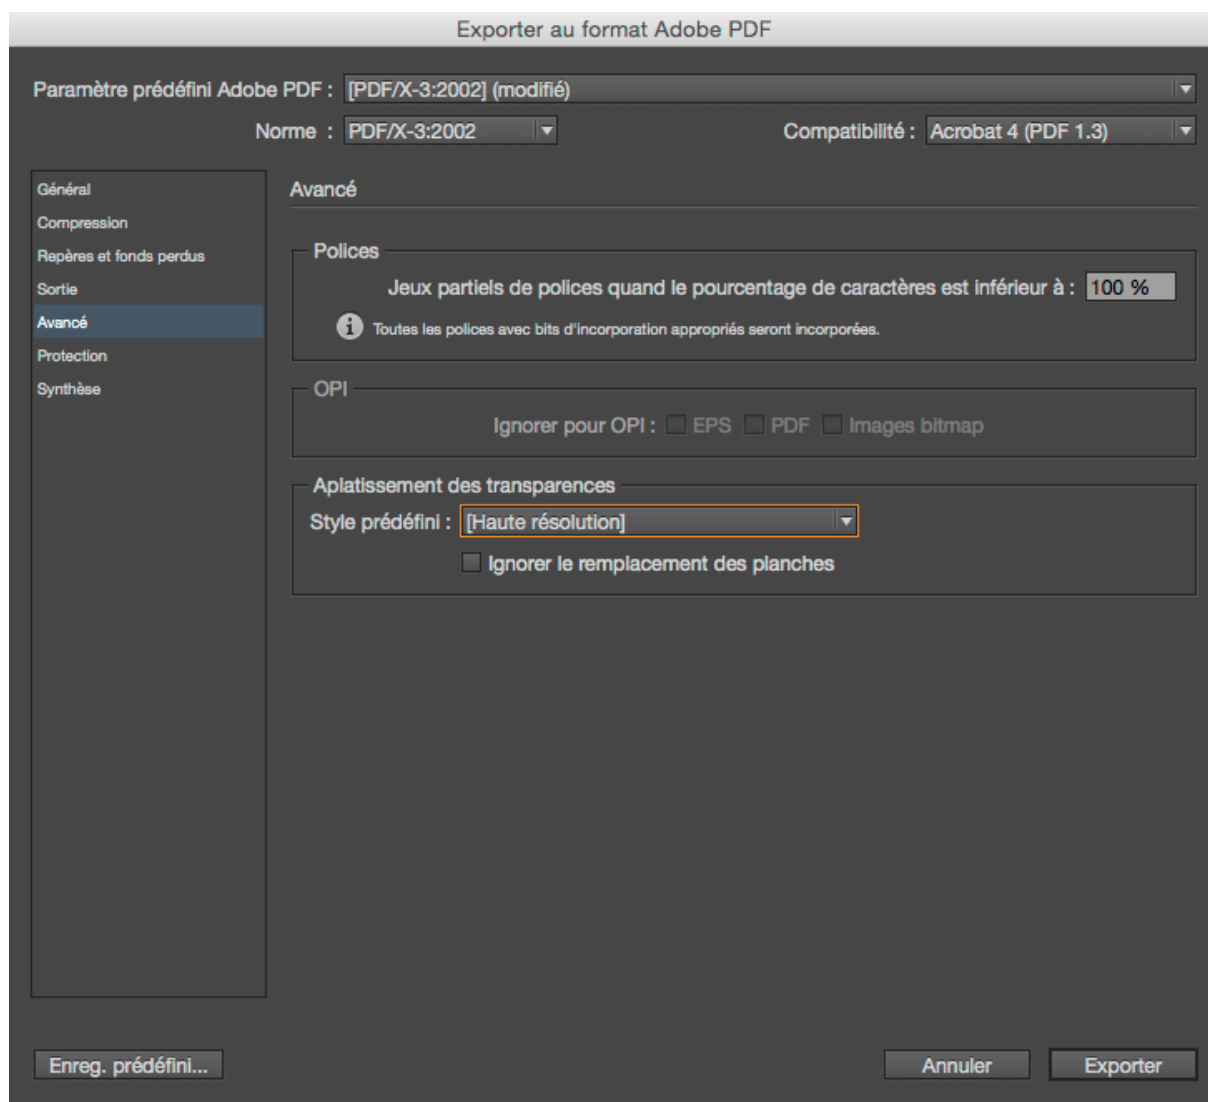 Exporter au format Adobe PDF
Paramètre prédéfini Adobe PDF : [PDF/X-3:2002] (modifié)
Norme : PDF/X-3:2002 Compatibilité : Acrobat 4 (PDF 1.3)
Général
Compression
Repères et fonds perdus
Sortie
Avancé
Protection
Synthèse
Avancé
Polices
Jeux partiels de polices quand le pourcentage de caractères est inférieur à : 100 %
Toutes les polices avec bits d'incorporation appropriés seront incorporées.
OPI
Ignorer pour OPI : EPS PDF Images bitmap
Aplatissement des transparences
Style prédéfini : [Haute résolution]
Ignorer le remplacement des planches
Enreg. prédéfini... Annuler Exporter